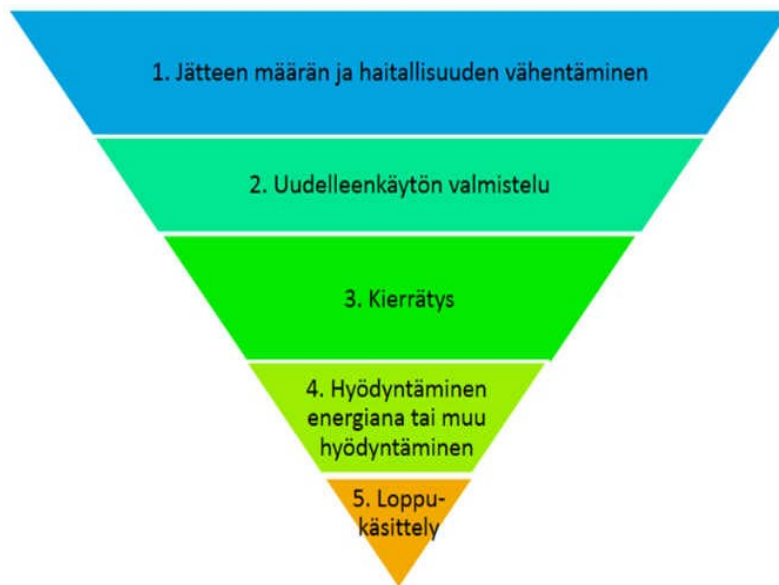 1. Jätteen määrän ja haitallisuuden vähentäminen
2. Uudelleenkäytön valmistelu
3. Kierrätys
4. Hyödyntäminen
energiana tai muu
hyödyntäminen
5. Loppu-
käsittely